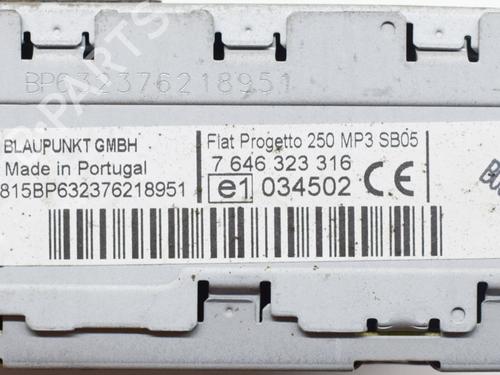 BP632376218951
BLAUPUNKT GMBH
Made in Portugal
815BP632376218951
Fiat Progetto 250 MP3 SB05
7 646 323 316
e1 034502 CE